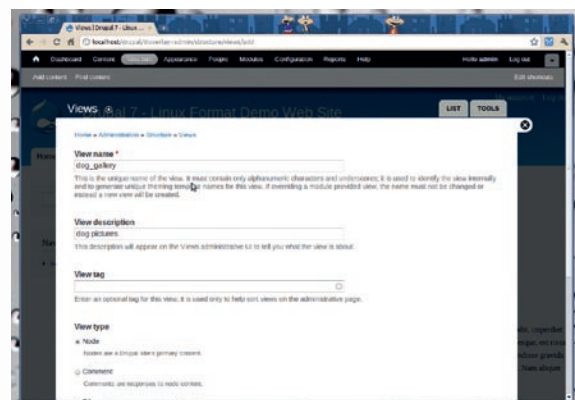 Views | Drupal 7 - Linux ...
localhost/drupal/#overlay=admin/structure/views/add
Dashboard Content Structure Appearance People Modules Configuration Reports Help
Hello admin Log out
Add content Find content
Edit shortcuts
Drupal 7 - Linux Format Demo Web Site
Views
LIST TOOLS
Home » Administration » Structure » Views
View name *
dog_gallery
This is the unique name of the view. It must contain only alphanumeric characters and underscores; it is used to identify the view internally
and to generate unique theming template names for this view. If overriding a module provided view, the name must not be changed or
instead a new view will be created.
View description
dog pictures
This description will appear on the Views administrative UI to tell you what the view is about.
View tag
Enter an optional tag for this view; it is used only to help sort views on the administrative page.
View type
Node
Nodes are a Drupal site's primary content.
Comment
Comments are responses to node content.